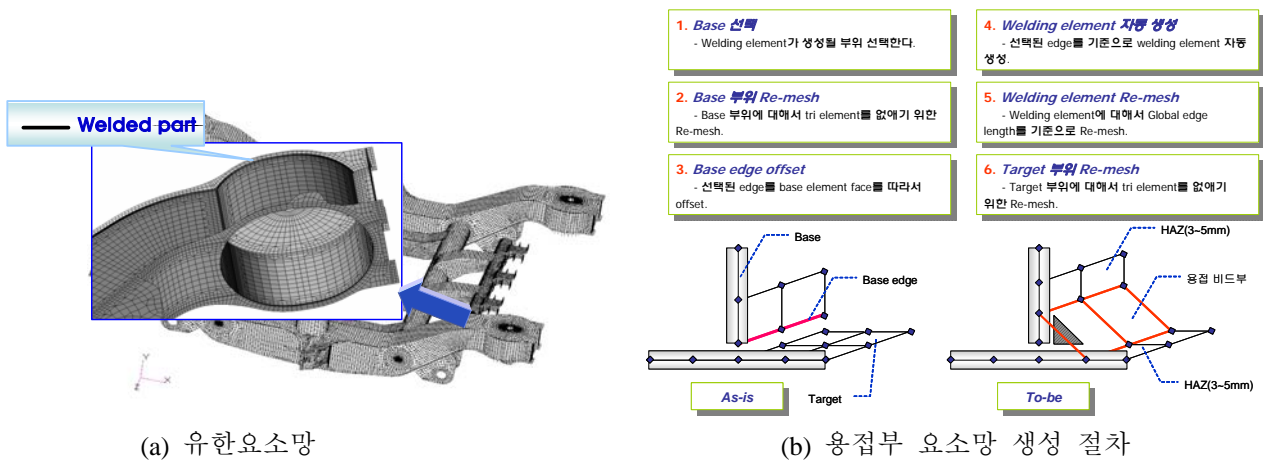 Welded part
Y
X
Z
(a) 유한요소망
1. Base 선택
- Welding element가 생성될 부위 선택한다.
2. Base 부위 Re-mesh
- Base 부위에 대해서 tri element를 없애기 위한
Re-mesh.
3. Base edge offset
- 선택된 edge를 base element face를 따라서
offset.
4. Welding element 자동 생성
- 선택된 edge를 기준으로 welding element 자동
생성.
5. Welding element Re-mesh
- Welding element에 대해서 Global edge
length를 기준으로 Re-mesh.
6. Target 부위 Re-mesh
- Target 부위에 대해서 tri element를 없애기
위한 Re-mesh.
Base
Base edge
Target
As-is
HAZ(3~5mm)
용접 비드부
HAZ(3~5mm)
To-be
(b) 용접부 요소망 생성 절차